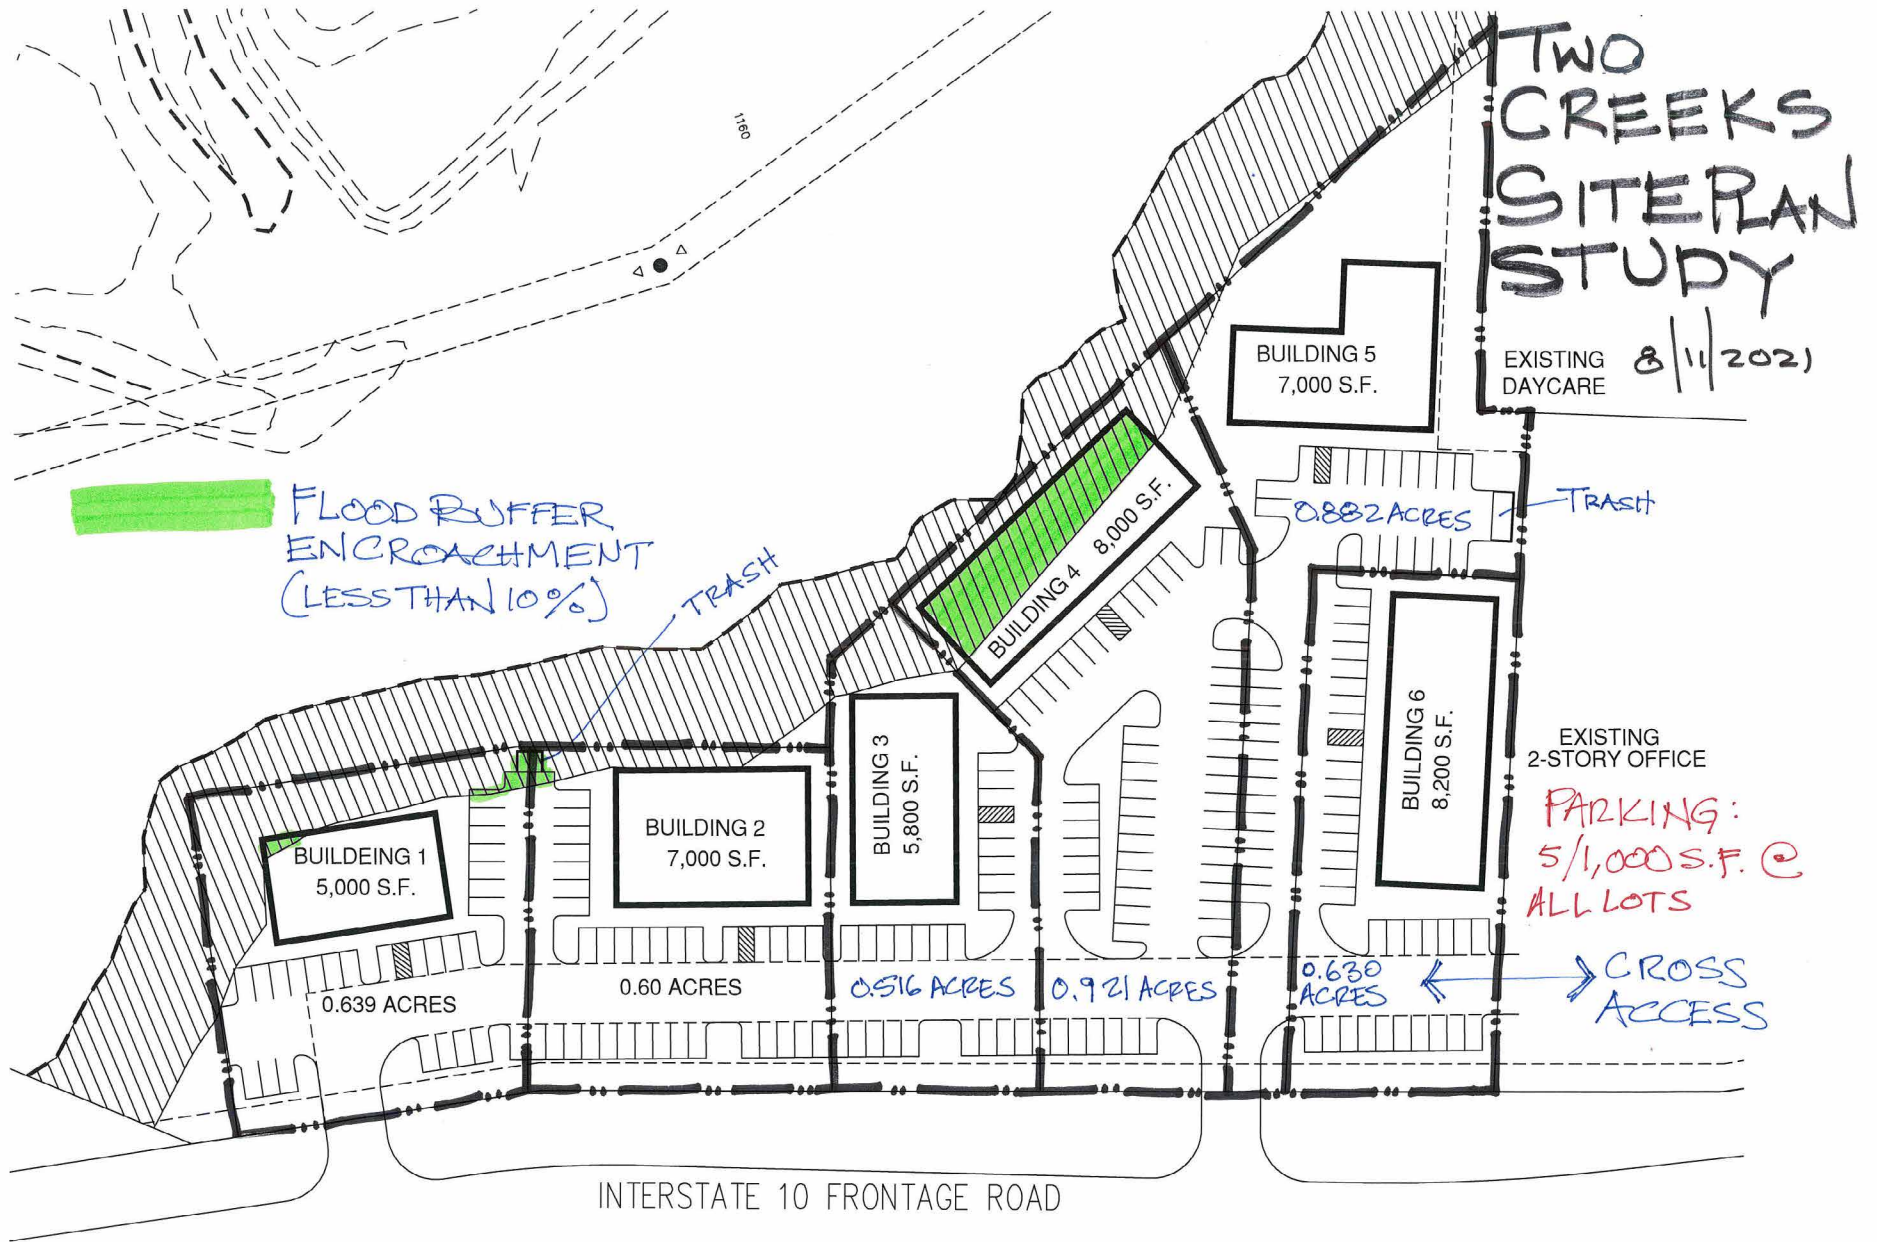 TWO
CREEKS
SITE PLAN
STUDY
8/11/2021
1160
BUILDING 5
7,000 S.F.
EXISTING
DAYCARE
FLOOD BUFFER
ENCROACHMENT
(LESS THAN 10%)
TRASH
BUILDING 4
8,000 S.F.
0.882 ACRES
TRASH
BUILDEING 1
5,000 S.F.
BUILDING 2
7,000 S.F.
BUILDING 3
5,800 S.F.
BUILDING 6
8,200 S.F.
EXISTING
2-STORY OFFICE
PARKING:
5/1,000 S.F. @
ALL LOTS
0.639 ACRES
0.60 ACRES
0.516 ACRES
0.921 ACRES
0.630
ACRES
CROSS
ACCESS
INTERSTATE 10 FRONTAGE ROAD